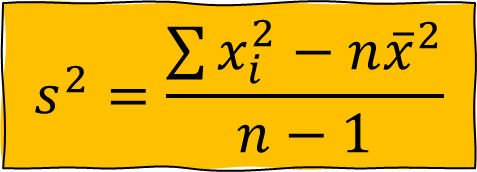 s² = (∑ xᵢ² − nx̄²) / (n − 1)